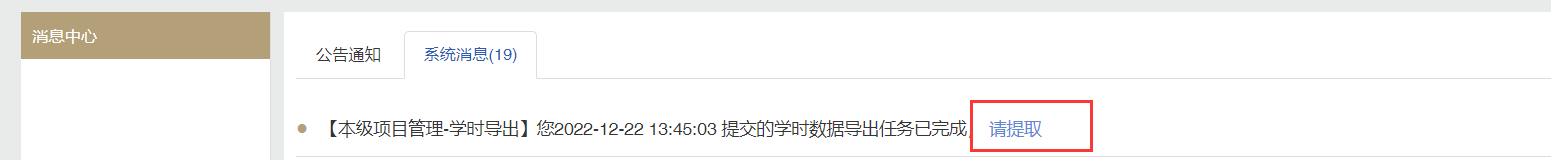 消息中心
公告通知
系统消息(19)
【本级项目管理-学时导出】您2022-12-22 13:45:03 提交的学时数据导出任务已完成, 请提取